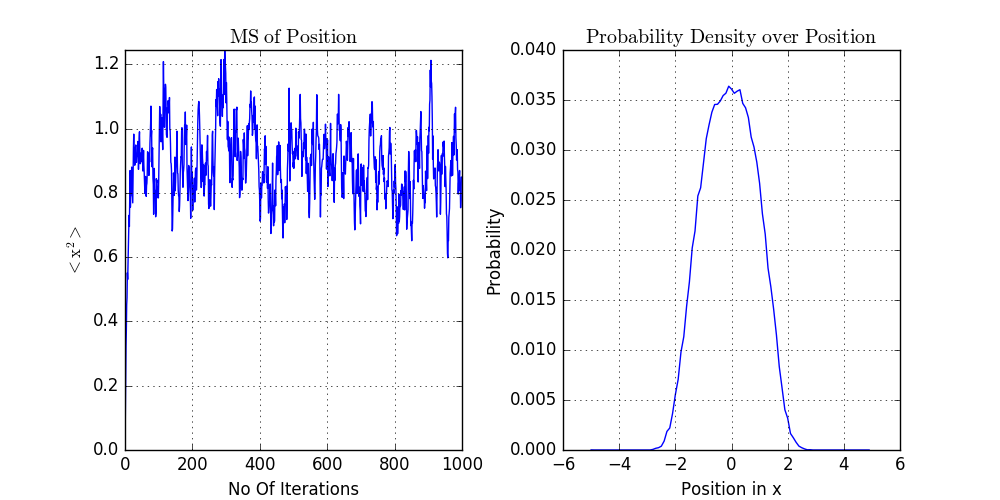 MS of Position
1.2
1.0
0.8
0.6
0.4
0.2
0.0
< x² >
0 200 400 600 800 1000
No Of Iterations
Probability Density over Position
0.040
0.035
0.030
0.025
0.020
0.015
0.010
0.005
0.000
Probability
−6 −4 −2 0 2 4 6
Position in x